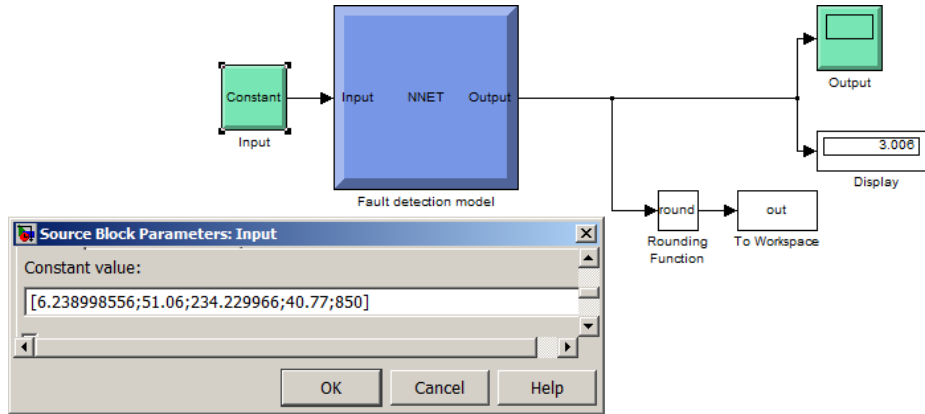 Constant
Input
Input NNET Output
Fault detection model
Output
3.006
Display
round
Rounding
Function
out
To Workspace
Source Block Parameters: Input
Constant value:
[6.238998556;51.06;234.229966;40.77;850]
OK Cancel Help